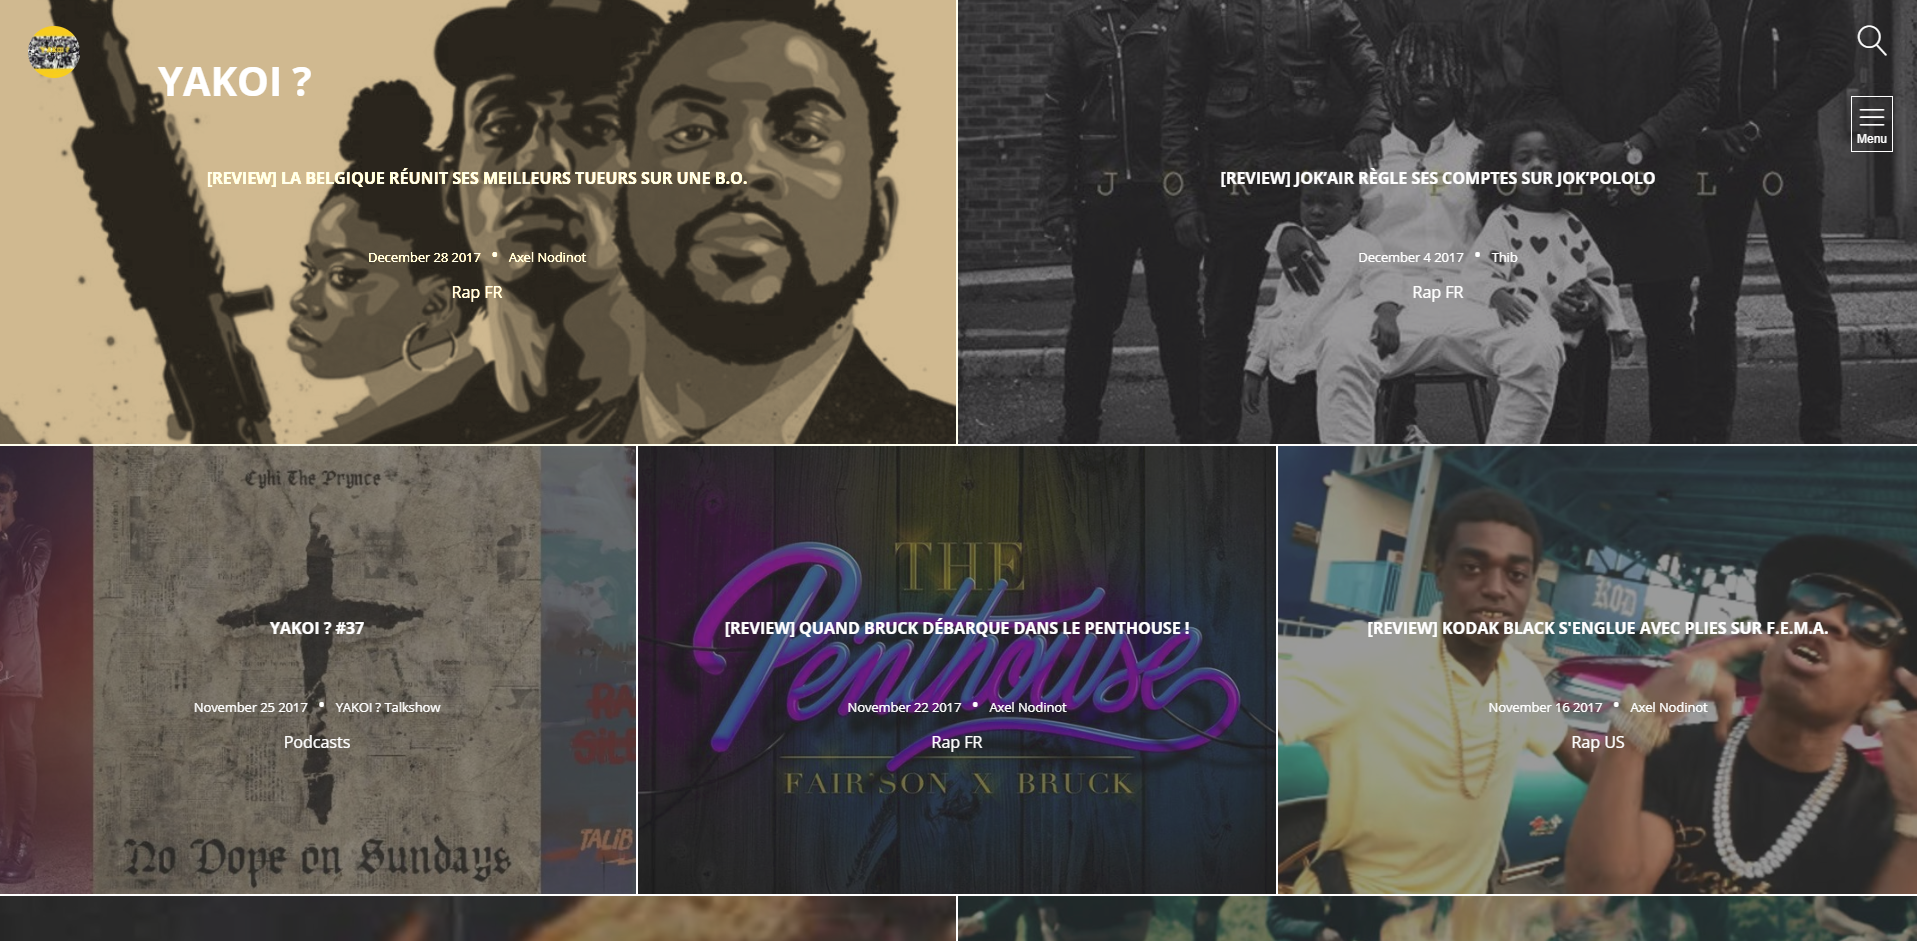 YAKOI ?
Menu
[REVIEW] LA BELGIQUE RÉUNIT SES MEILLEURS TUEURS SUR UNE B.O.
December 28 2017 • Axel Nodinot
Rap FR
[REVIEW] JOK’AIR RÈGLE SES COMPTES SUR JOK’POLOLO
December 4 2017 • Thib
Rap FR
Cyhi The Prynce
YAKOI ? #37
November 25 2017 • YAKOI ? Talkshow
Podcasts
No Dope on Sundays
TALIB
THE
Penthouse
[REVIEW] QUAND BRUCK DÉBARQUE DANS LE PENTHOUSE !
November 22 2017 • Axel Nodinot
Rap FR
FAIR'SON X BRUCK
KOD
[REVIEW] KODAK BLACK S'ENGLUE AVEC PLIES SUR F.E.M.A.
November 16 2017 • Axel Nodinot
Rap US